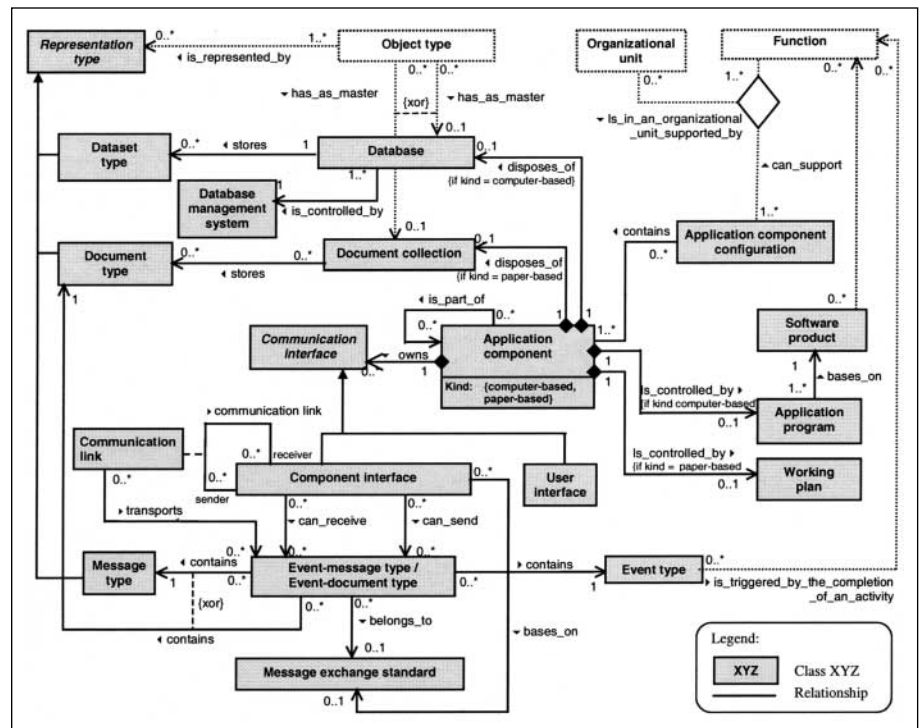 Representation
type
0..*
1..*
◂ is_represented_by
Object type
0..*
0..*
Organizational
unit
0..*
Function
1..*
0..*
0..*
▾ has_as_master
{xor}
▾ has_as_master
0..1
▾ Is_in_an_organizational
_unit_supported_by
Dataset
type
0..*
◂ stores
1
Database
1..*
0..1
◂ disposes_of
{if kind = computer-based}
▴ can_support
Database
management
system
1
◂ is_controlled_by
0..1
1..*
Application component
configuration
◂ contains
0..*
Document
type
0..*
◂ stores
0..*
Document collection
0..1
◂ disposes_of
{if kind = paper-based}
1
◂ is_part_of
0..*
0..*
1
1
1..*
0..*
Communication
interface
0..*
owns
1
Application
component
Kind: {computer-based,
paper-based}
1
1
Software
product
1
1..*
▴ bases_on
Is_controlled_by ▸
{if kind computer-based
0..1
Application
program
Is_controlled_by ▸
{if kind = paper-based
0..1
Working
plan
▸ communication link
Communication
link
0..*
0..*
receiver
0..*
sender
Component interface
0..*
User
interface
▸ transports
0..*
▾ can_receive
0..*
▾ can_send
0..*
0..*
0..*
Message
type
1
◂ contains
0..*
Event-message type /
Event-document type
0..*
▸ contains
1
Event type
0..*
▸ is_triggered_by_the_completion
_of_an_activity
{xor}
◂ contains
0..*
0..*
▾ belongs_to
0..1
▾ bases_on
Message exchange standard
0..1
Legend:
XYZ
Class XYZ
Relationship